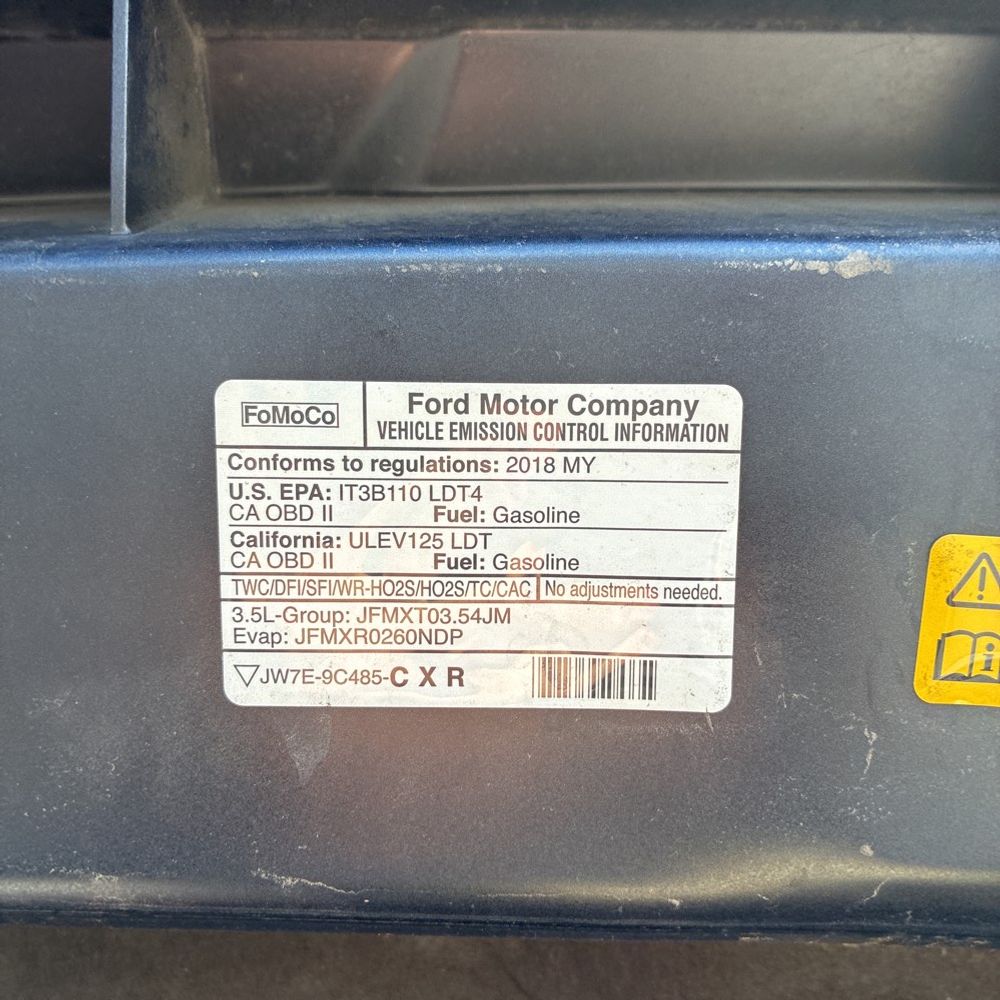 FoMoCo
Ford Motor Company
VEHICLE EMISSION CONTROL INFORMATION
Conforms to regulations: 2018 MY
U.S. EPA: IT3B110 LDT4
CA OBD II Fuel: Gasoline
California: ULEV125 LDT
CA OBD II Fuel: Gasoline
TWC/DFI/SFI/WR-HO2S/HO2S/TC/CAC No adjustments needed.
3.5L-Group: JFMXT03.54JM
Evap: JFMXR0260NDP
JW7E-9C485-C X R